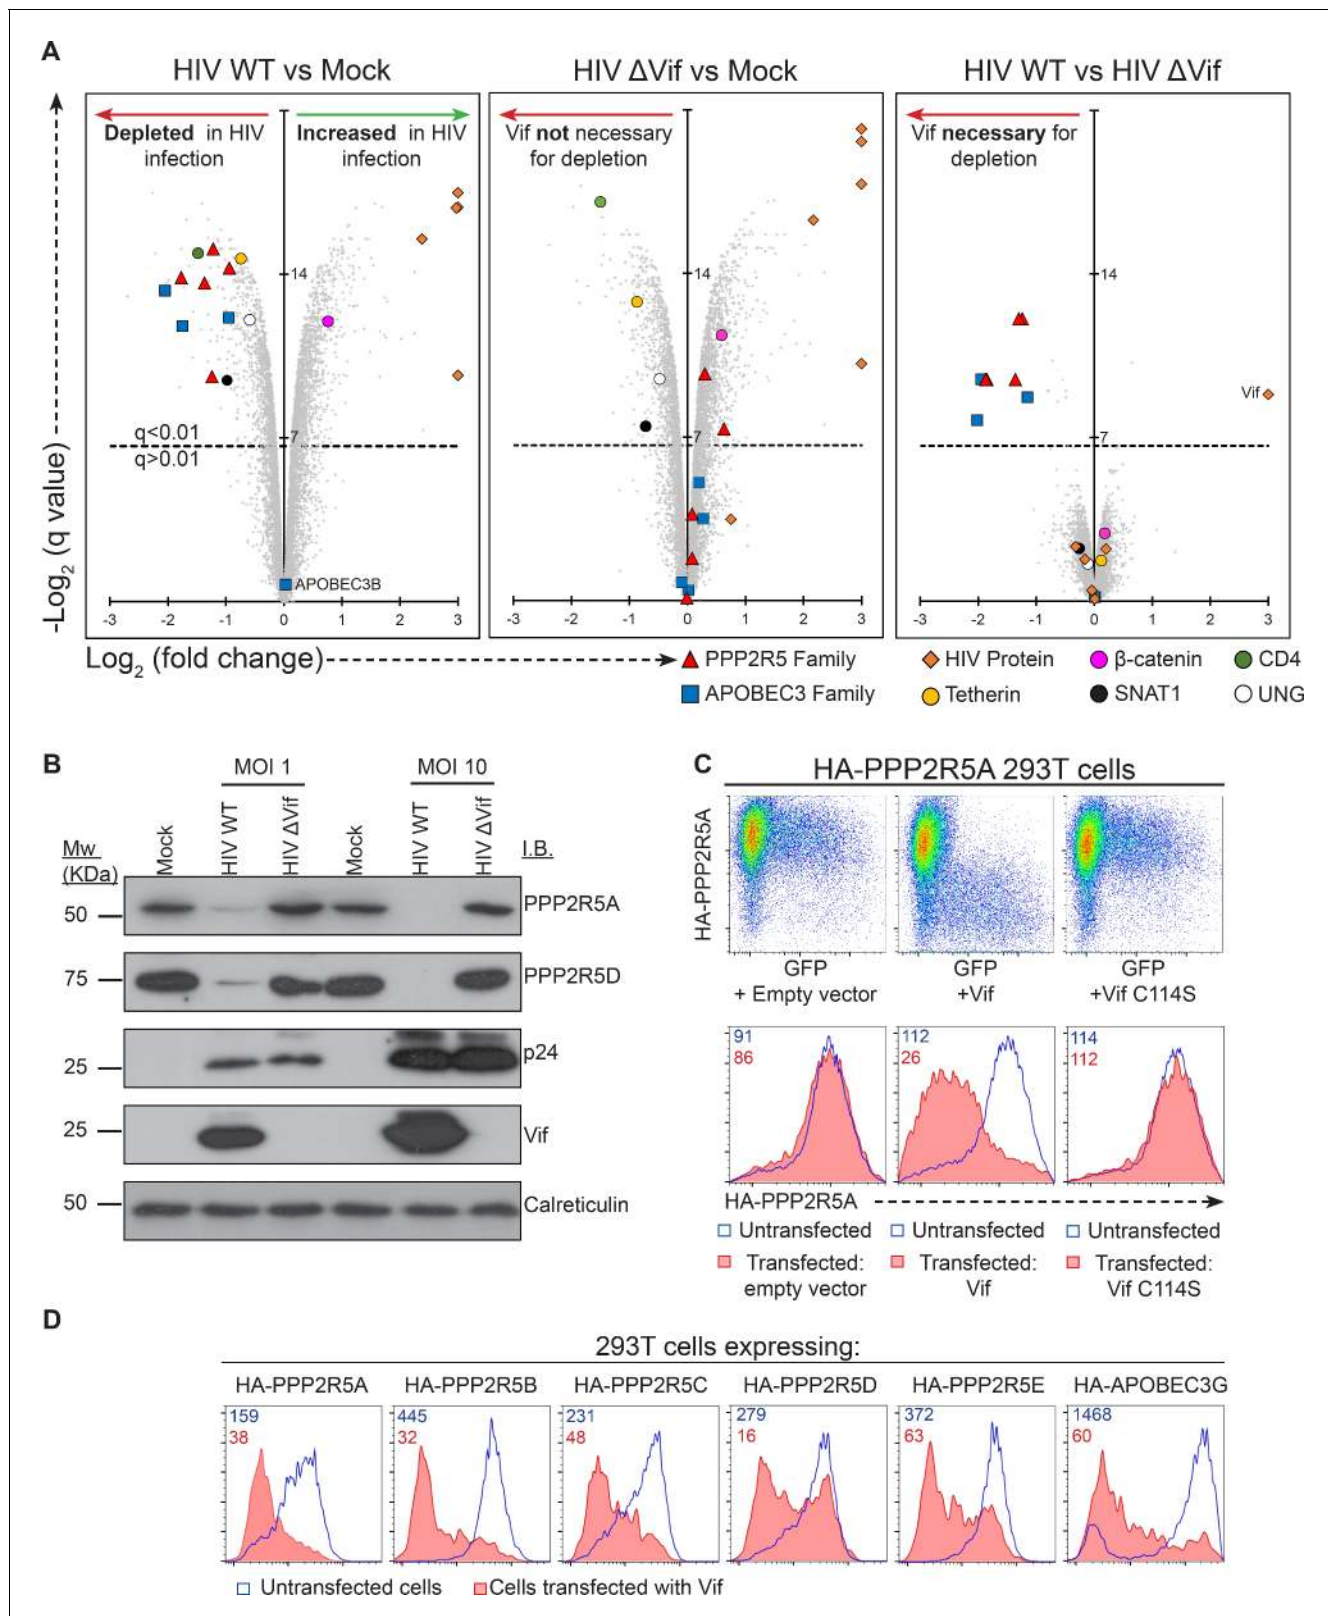 A
HIV WT vs Mock
HIV ΔVif vs Mock
HIV WT vs HIV ΔVif
Depleted in HIV
infection
Increased in HIV
infection
Vif not necessary
for depletion
Vif necessary for
depletion
14
14
14
7
7
7
q<0.01
q>0.01
Vif
APOBEC3B
-3 -2 -1 0 1 2 3
-3 -2 -1 0 1 2 3
-3 -2 -1 0 1 2 3
-Log2 (q value)
Log2 (fold change)
PPP2R5 Family
HIV Protein
β-catenin
CD4
APOBEC3 Family
Tetherin
SNAT1
UNG
B
MOI 1
MOI 10
Mw
(KDa)
Mock
HIV WT
HIV ΔVif
Mock
HIV WT
HIV ΔVif
I.B.
50
PPP2R5A
75
PPP2R5D
25
p24
25
Vif
50
Calreticulin
C
HA-PPP2R5A 293T cells
HA-PPP2R5A
GFP
+ Empty vector
GFP
+Vif
GFP
+Vif C114S
91
86
112
26
114
112
HA-PPP2R5A
Untransfected
Untransfected
Untransfected
Transfected:
empty vector
Transfected:
Vif
Transfected:
Vif C114S
D
293T cells expressing:
HA-PPP2R5A
HA-PPP2R5B
HA-PPP2R5C
HA-PPP2R5D
HA-PPP2R5E
HA-APOBEC3G
159
38
445
32
231
48
279
16
372
63
1468
60
Untransfected cells
Cells transfected with Vif